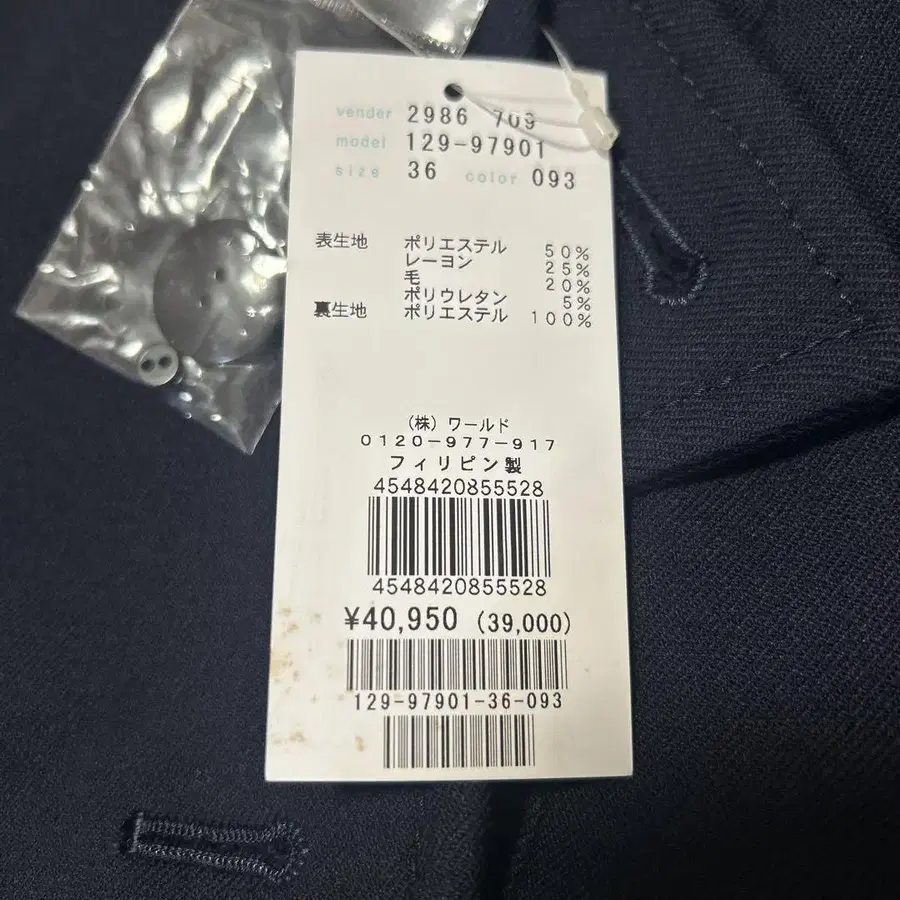 vender 2986 709
model 129-97901
size 36 color 093
表生地 ポリエステル 50%
レーヨン 25%
毛 20%
ポリウレタン 5%
裏生地 ポリエステル 100%
(株) ワールド
0120-977-917
フィリピン製
4548420855528
4548420855528
¥40,950 (39,000)
129-97901-36-093